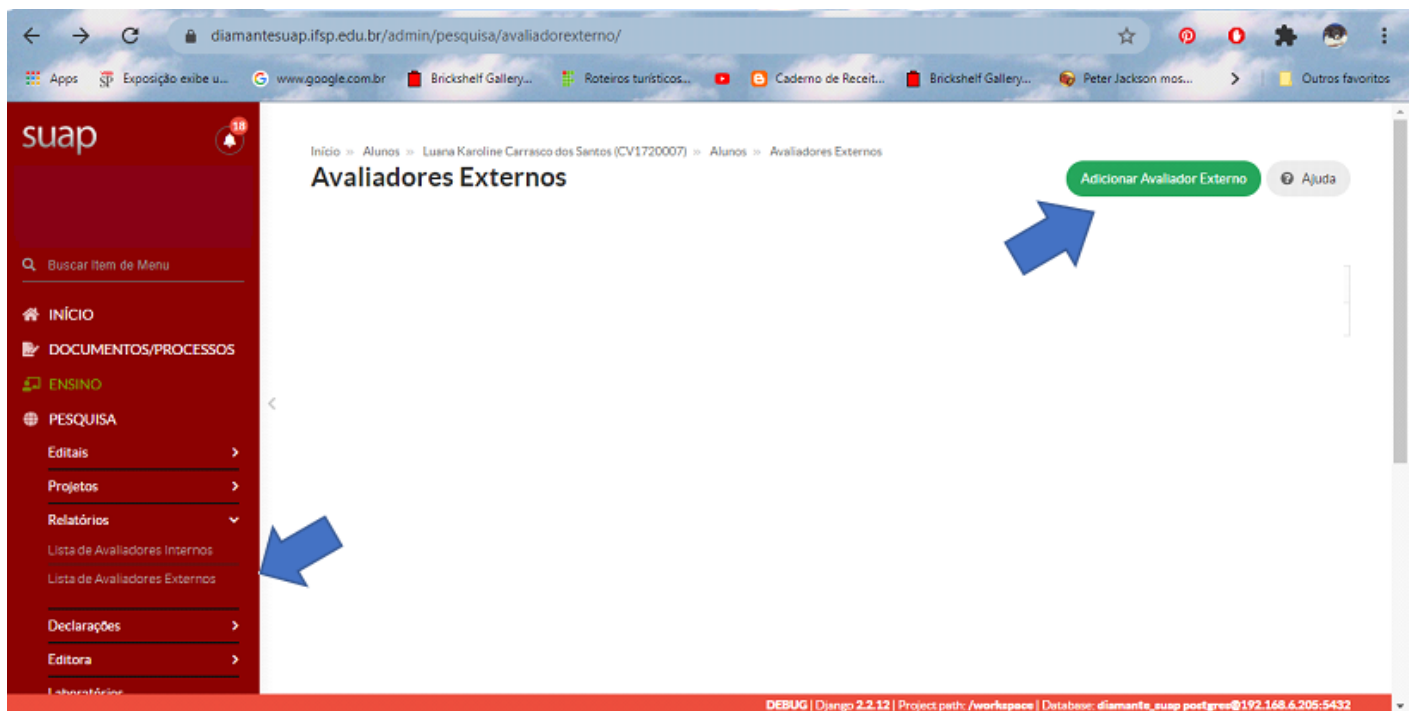 diamantesuap.ifsp.edu.br/admin/pesquisa/avaliadorexterno/
Apps Exposição exibe u... www.google.com.br Brickshelf Gallery... Roteiros turísticos... Caderno de Receit... Brickshelf Gallery... Peter Jackson mos... Outros favoritos
suap 18
Início » Alunos » Luana Karoline Carrasco dos Santos (CV1720007) » Alunos » Avaliadores Externos
Avaliadores Externos
Adicionar Avaliador Externo
Ajuda
Buscar Item de Menu
INÍCIO
DOCUMENTOS/PROCESSOS
ENSINO
PESQUISA
Editais
Projetos
Relatórios
Lista de Avaliadores Internos
Lista de Avaliadores Externos
Declarações
Editora
Laboratórios
DEBUG | Django 2.2.12 | Project path: /workspace | Database: diamante_suap postgres@192.168.6.205:5432